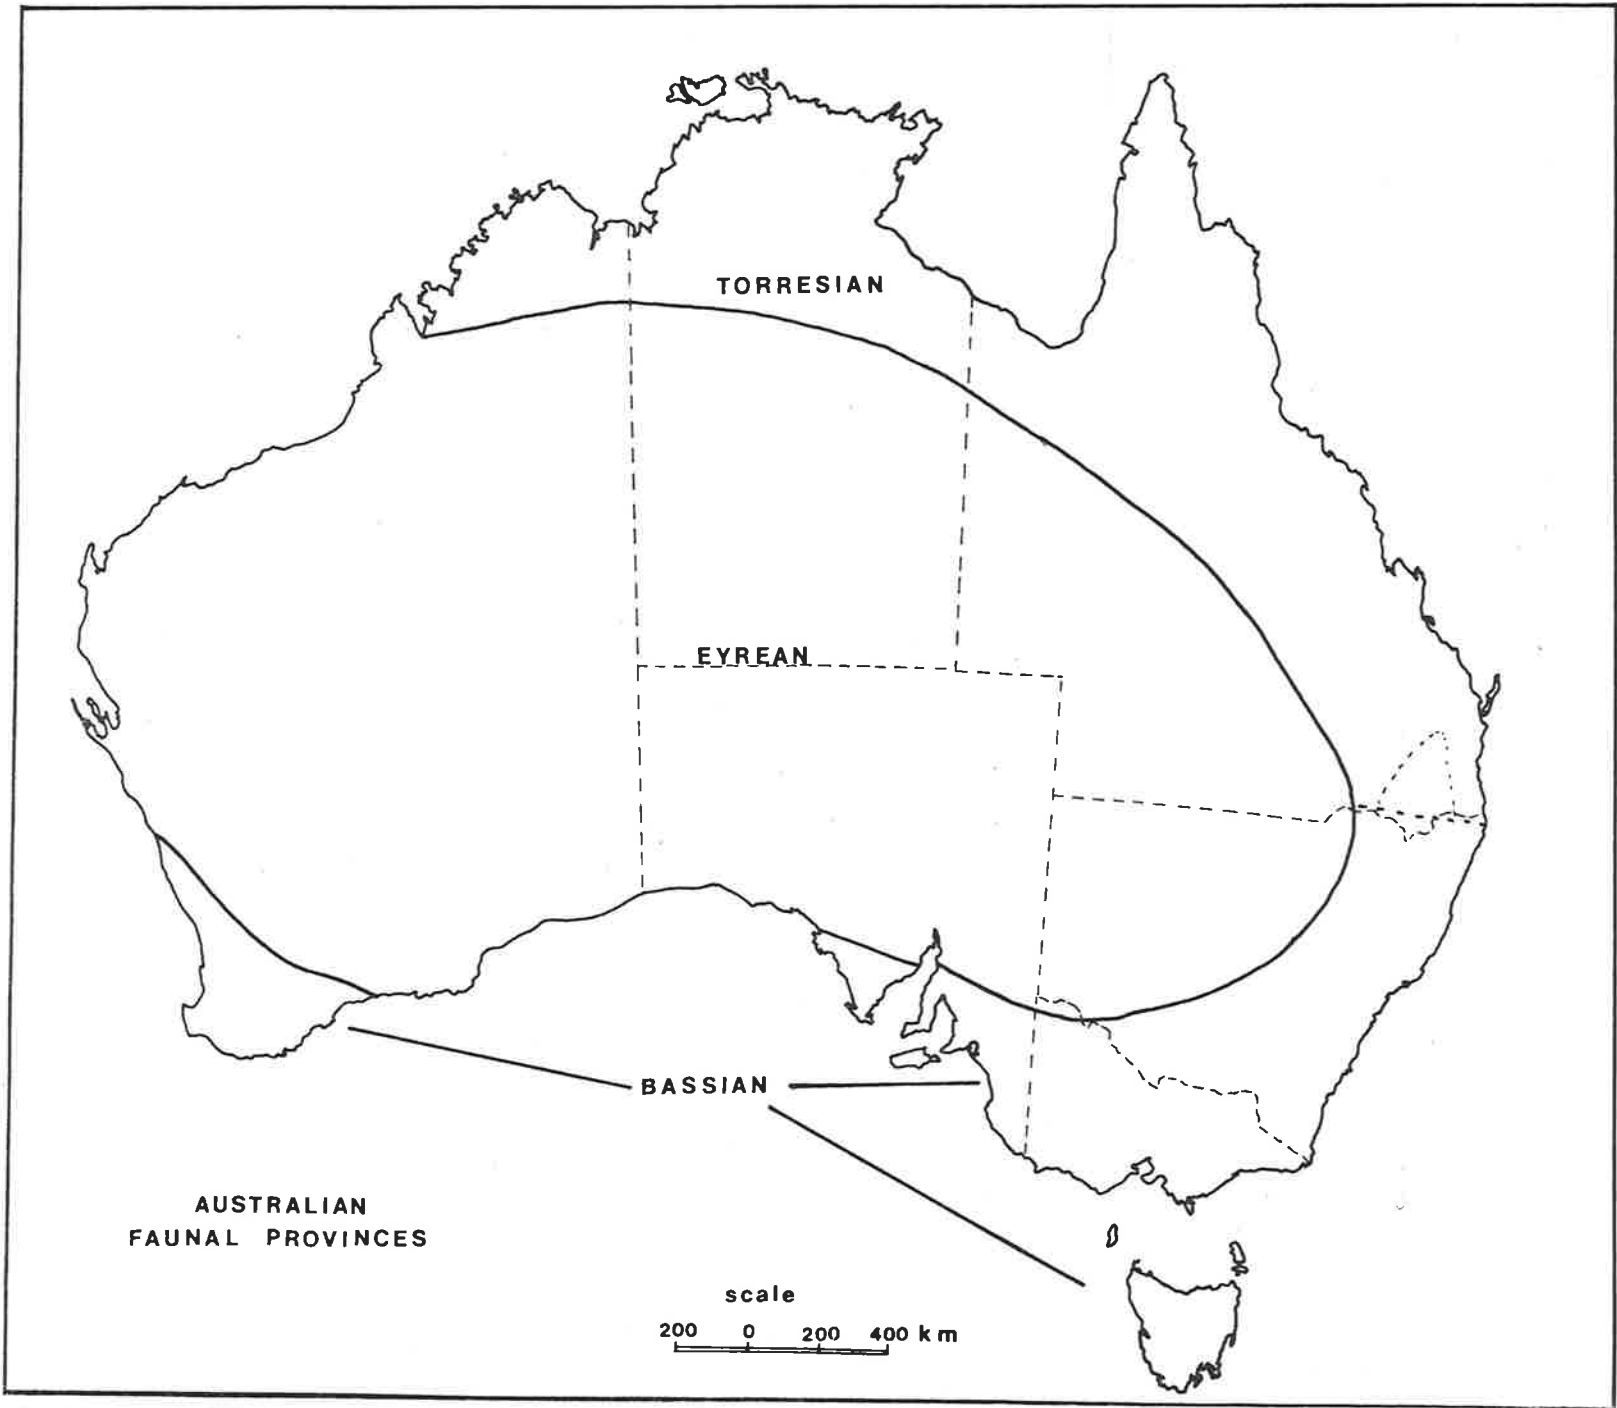 TORRESIAN
EYREAN
BASSIAN
AUSTRALIAN
FAUNAL PROVINCES
scale
200 0 200 400 km